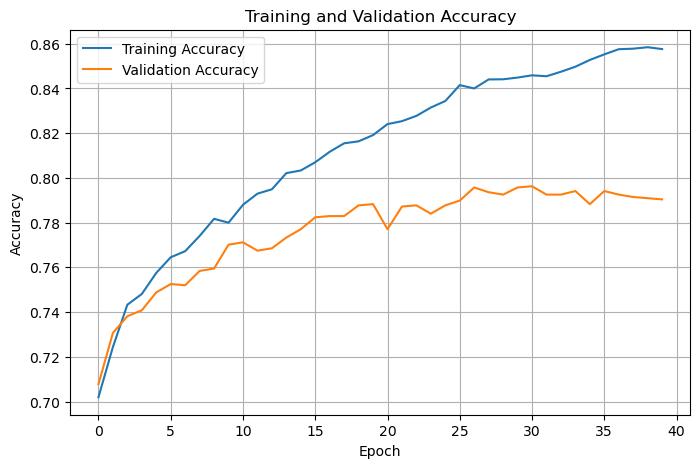 Training and Validation Accuracy
Training Accuracy
Validation Accuracy
0.86
0.84
0.82
0.80
0.78
0.76
0.74
0.72
0.70
Accuracy
0 5 10 15 20 25 30 35 40
Epoch